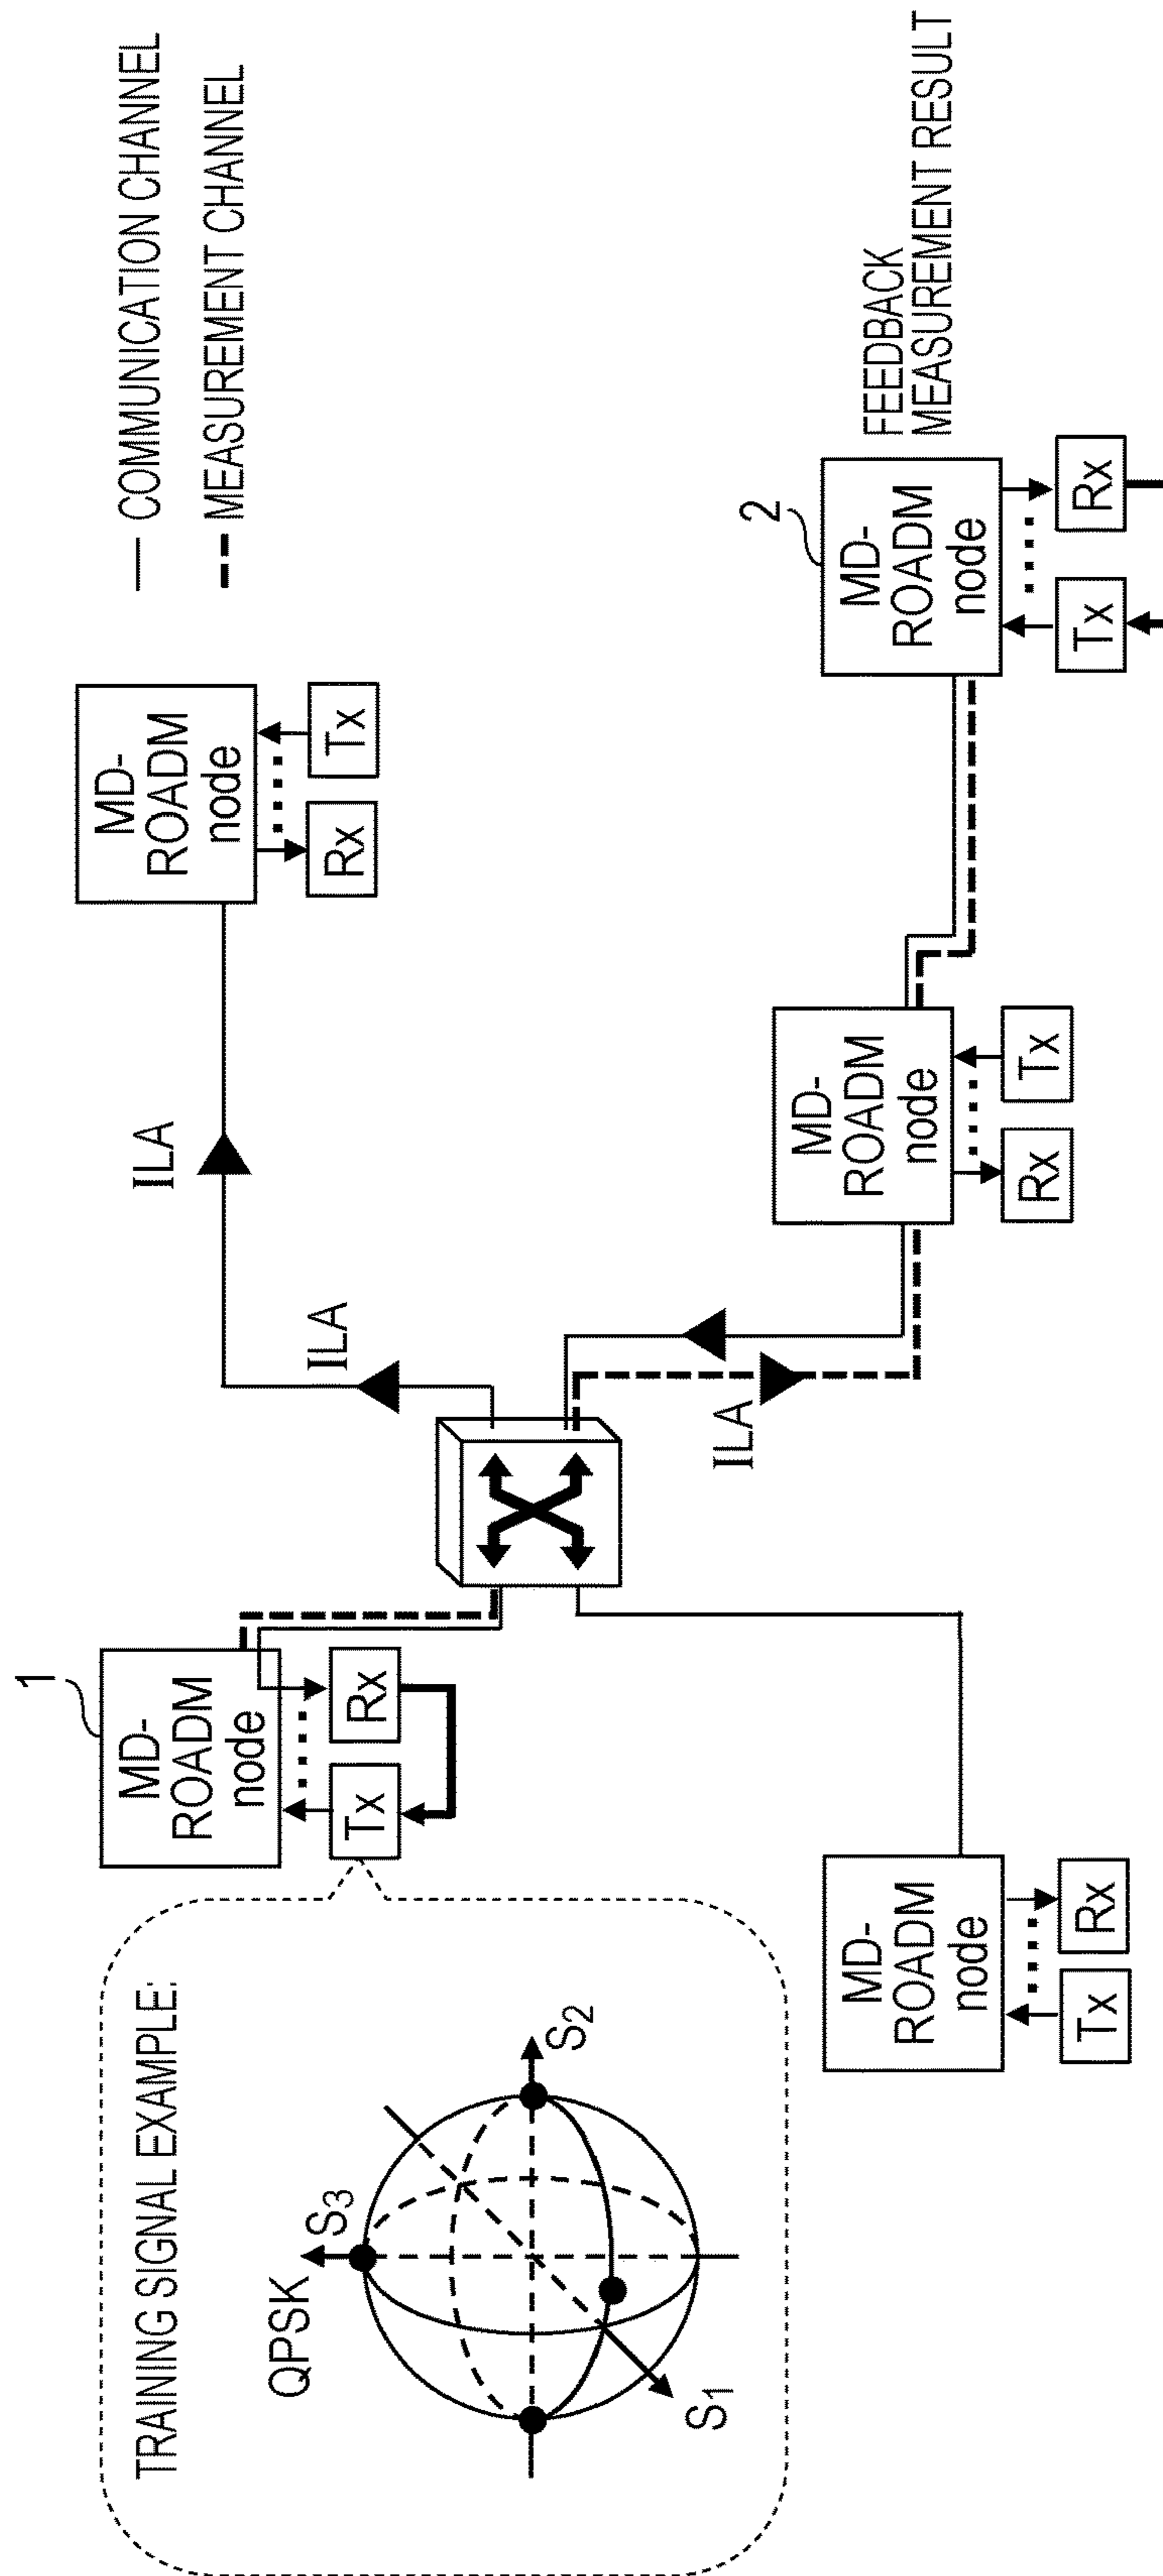 COMMUNICATION CHANNEL
MEASUREMENT CHANNEL
TRAINING SIGNAL EXAMPLE:
QPSK
S3
S2
S1
1
MD-
ROADM
node
Tx
Rx
ILA
ILA
MD-
ROADM
node
Rx
Tx
MD-
ROADM
node
Tx
Rx
ILA
MD-
ROADM
node
Rx
Tx
2
MD-
ROADM
node
Tx
Rx
FEEDBACK
MEASUREMENT RESULT